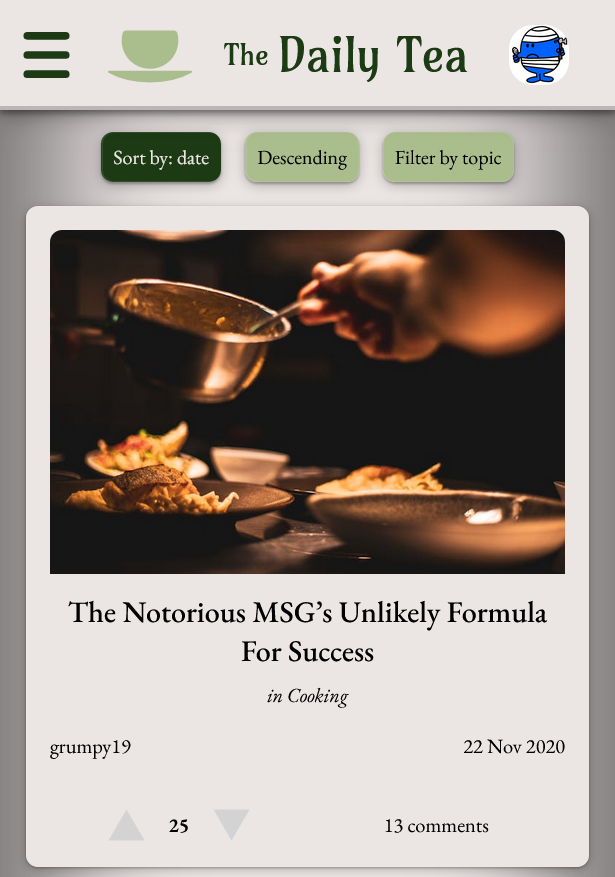 The Daily Tea
Sort by: date
Descending
Filter by topic
The Notorious MSG’s Unlikely Formula
For Success
in Cooking
grumpy19
22 Nov 2020
25
13 comments